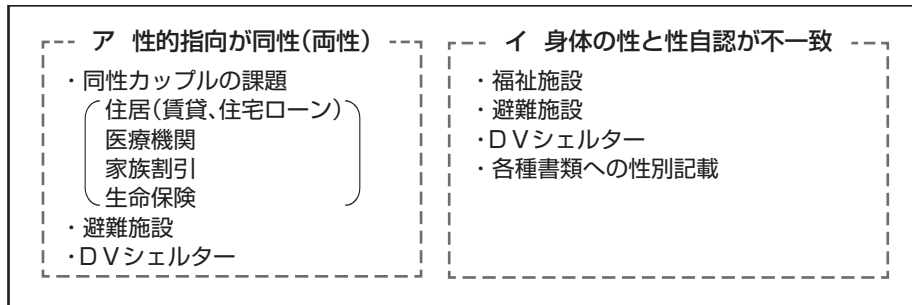 ア 性的指向が同性(両性)
・同性カップルの課題
住居(賃貸、住宅ローン)
医療機関
家族割引
生命保険
・避難施設
・DVシェルター
イ 身体の性と性自認が不一致
・福祉施設
・避難施設
・DVシェルター
・各種書類への性別記載